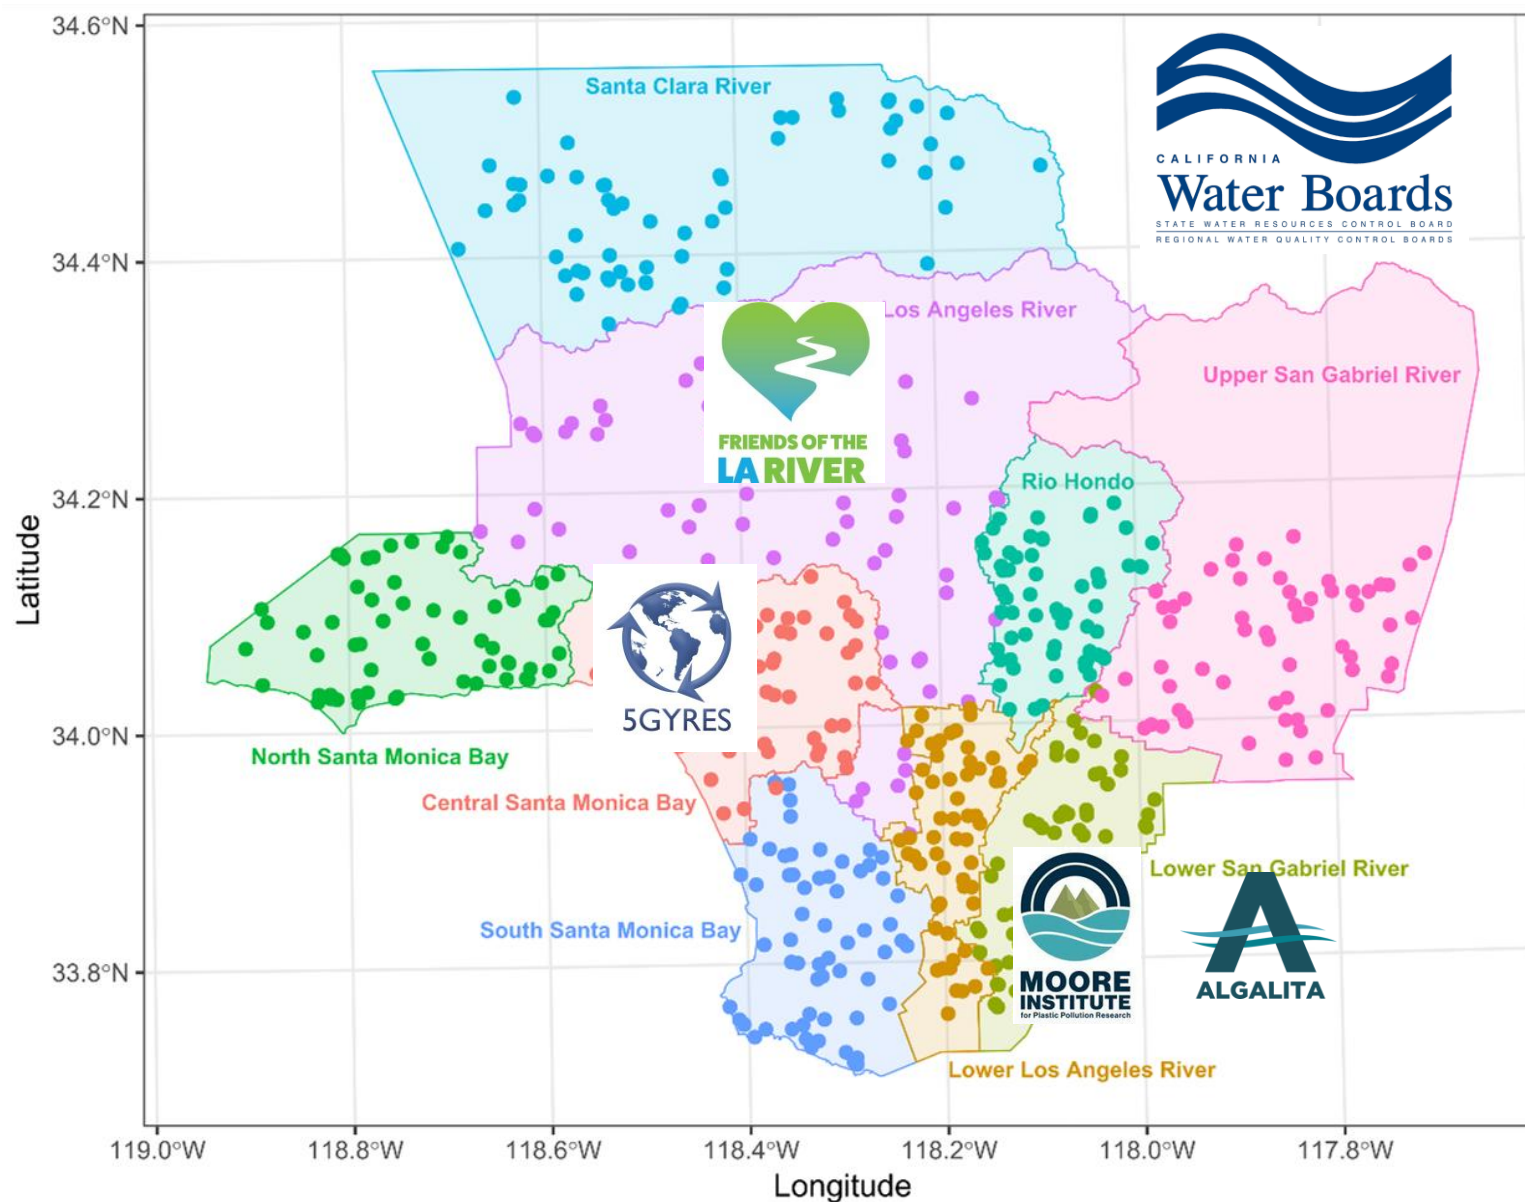 34.6°N
Santa Clara River
CALIFORNIA
Water Boards
STATE WATER RESOURCES CONTROL BOARD
REGIONAL WATER QUALITY CONTROL BOARDS
34.4°N
Los Angeles River
Upper San Gabriel River
FRIENDS OF THE
LA RIVER
Rio Hondo
34.2°N
Latitude
5GYRES
34.0°N
North Santa Monica Bay
Central Santa Monica Bay
Lower San Gabriel River
South Santa Monica Bay
33.8°N
MOORE
INSTITUTE
for Plastic Pollution Research
ALGALITA
Lower Los Angeles River
119.0°W
118.8°W
118.6°W
118.4°W
118.2°W
118.0°W
117.8°W
Longitude